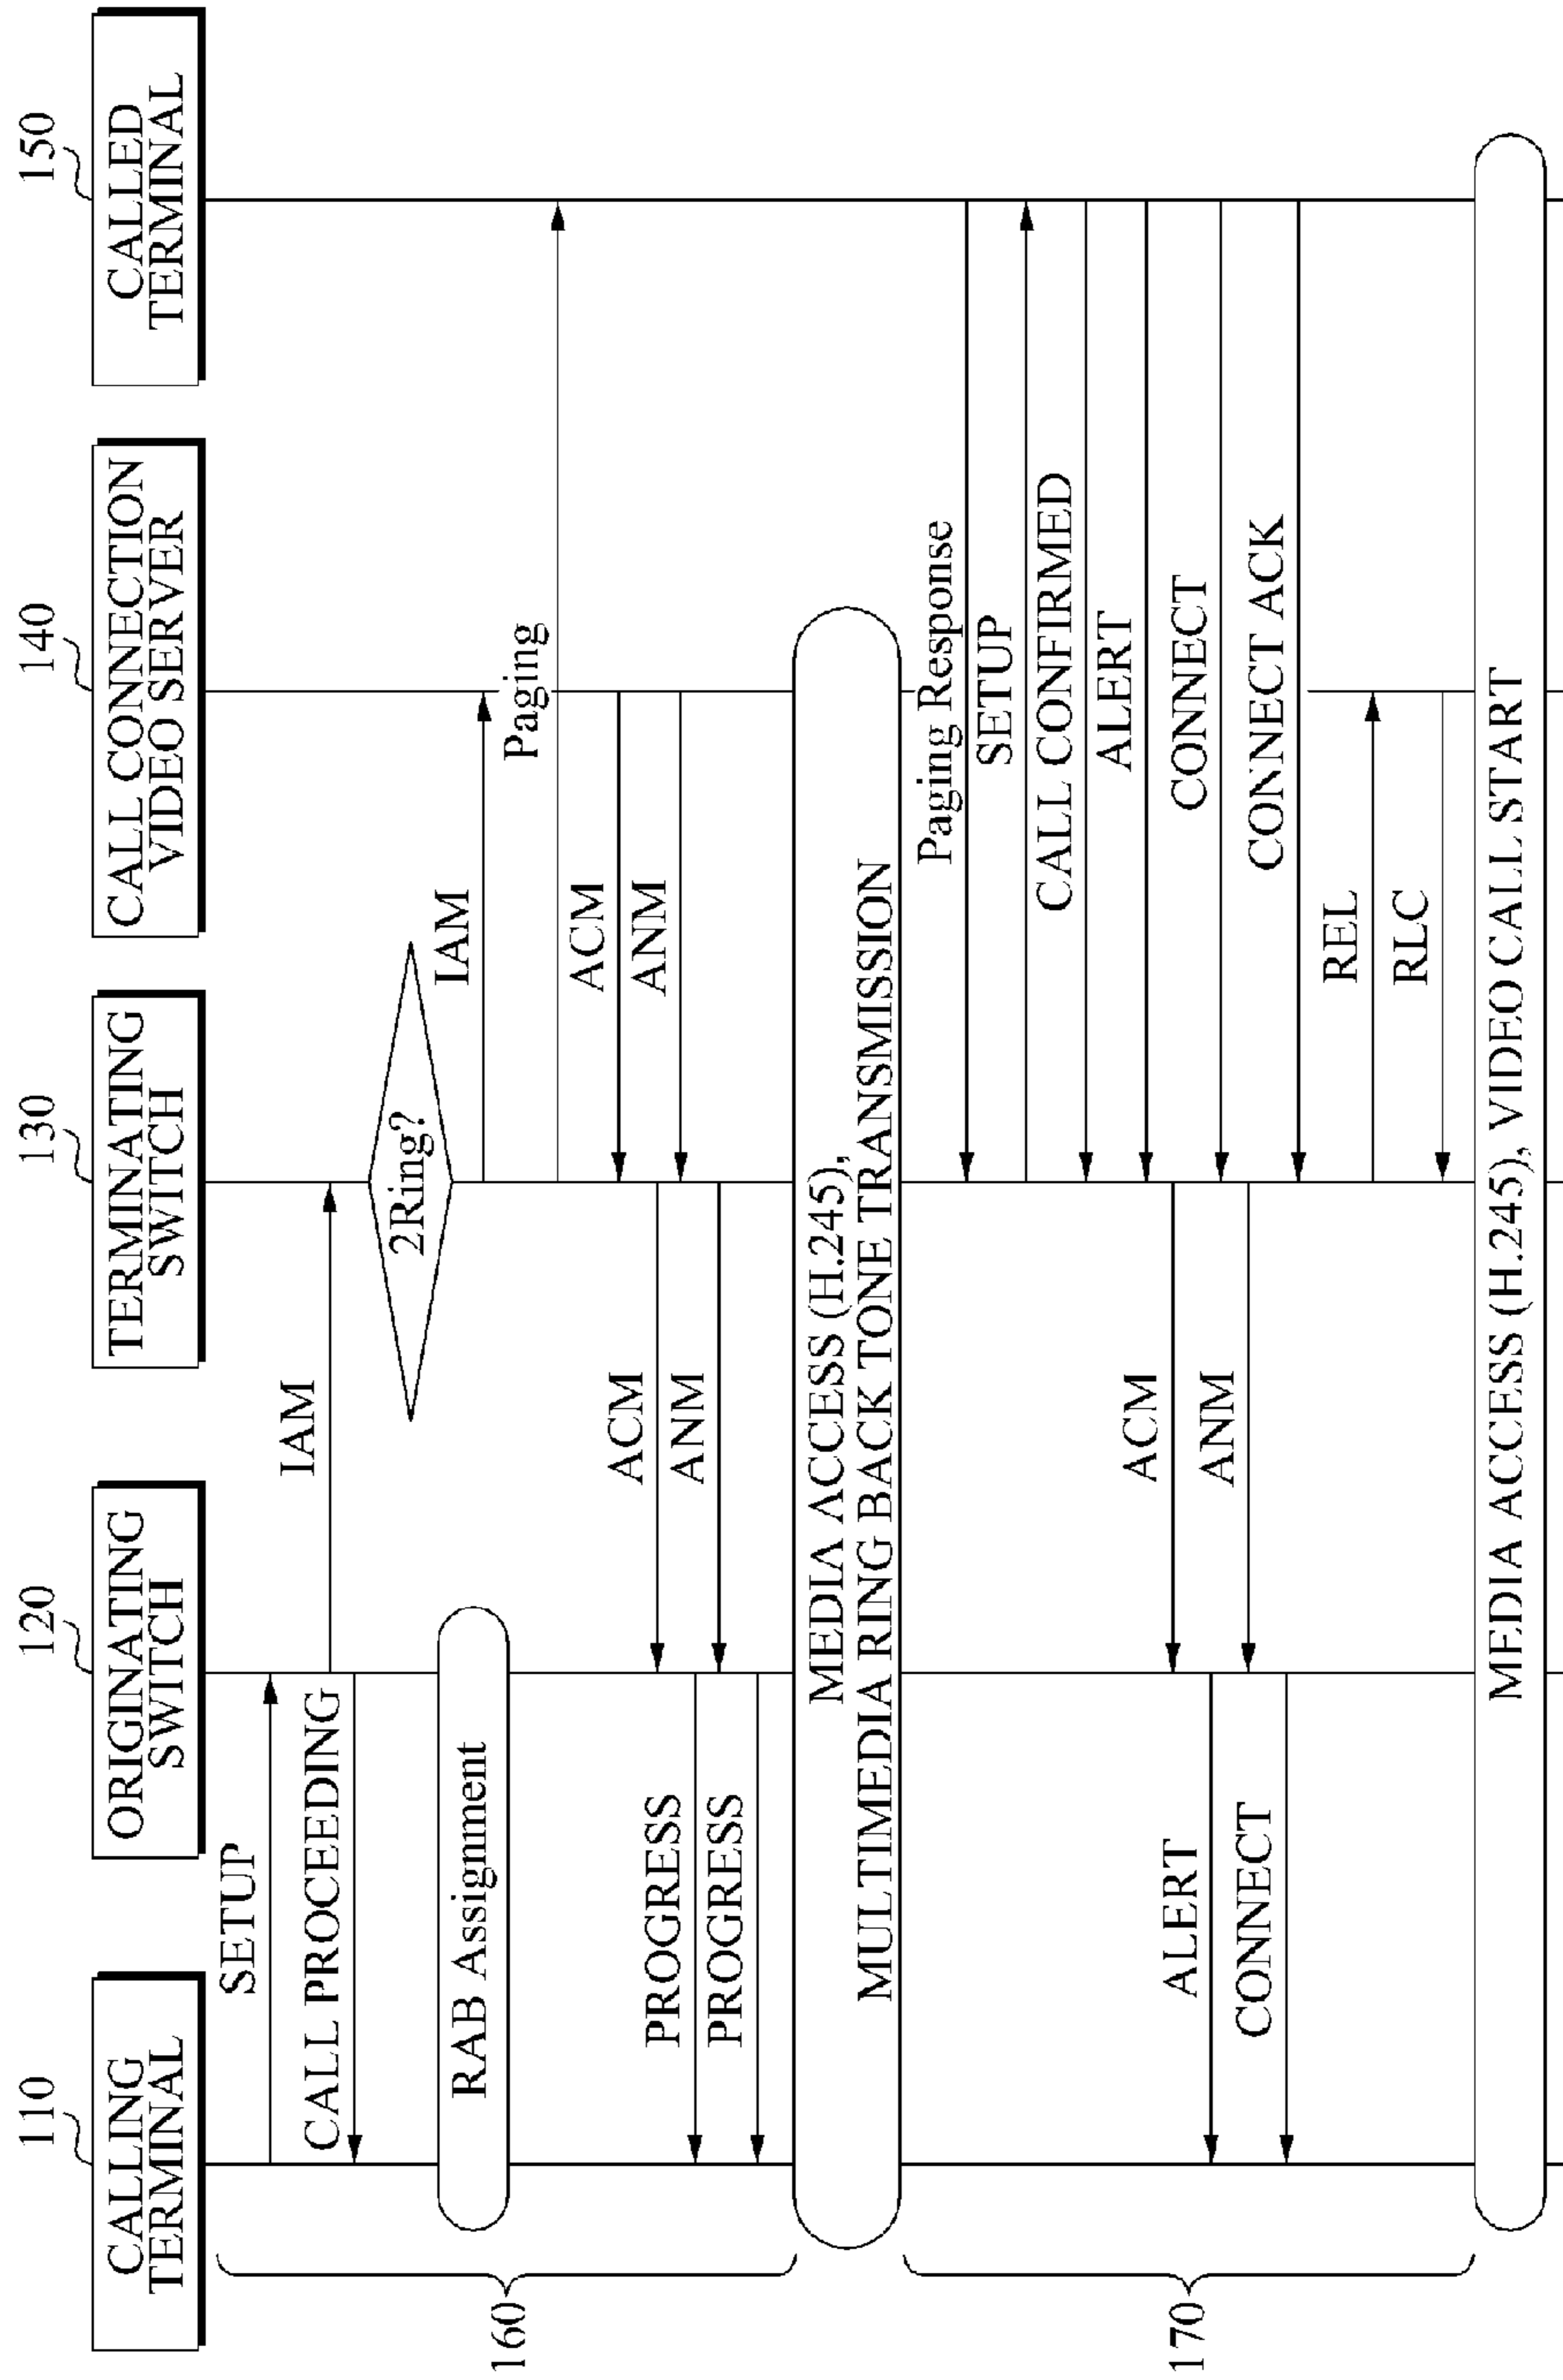 110
CALLING
TERMINAL
120
ORIGINATING
SWITCH
130
TERMINATING
SWITCH
140
CALL CONNECTION
VIDEO SERVER
150
CALLED
TERMINAL
160
SETUP
IAM
CALL PROCEEDING
2Ring?
IAM
RAB Assignment
Paging
ACM
ACM
ANM
PROGRESS
ANM
PROGRESS
MEDIA ACCESS (H.245),
MULTIMEDIA RING BACK TONE TRANSMISSION
170
Paging Response
SETUP
CALL CONFIRMED
ALERT
ACM
ALERT
CONNECT
ANM
CONNECT
CONNECT ACK
REL
RLC
MEDIA ACCESS (H.245), VIDEO CALL START